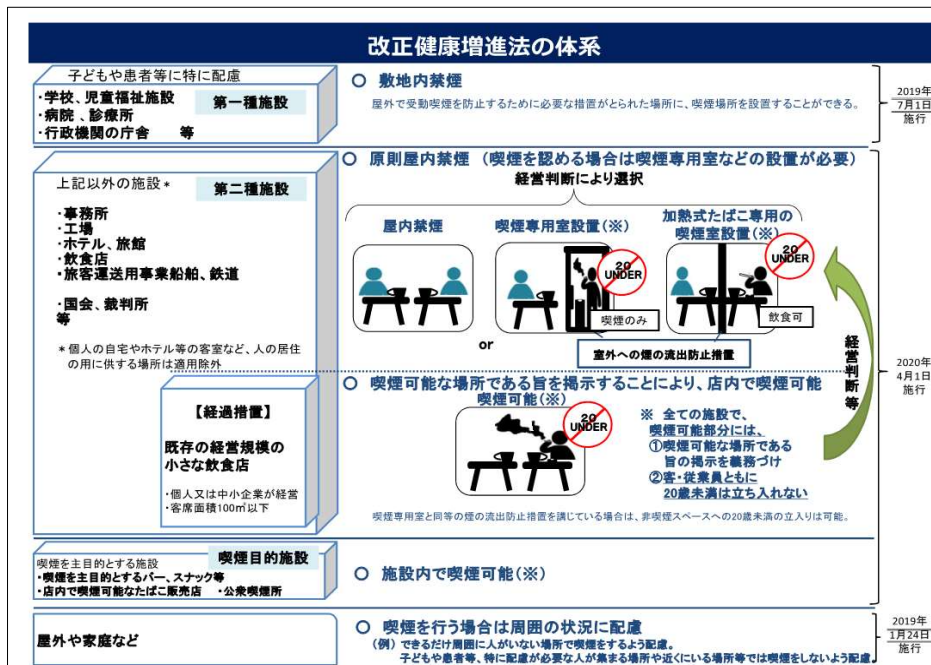 改正健康増進法の体系
子どもや患者等に特に配慮
・学校、児童福祉施設
・病院、診療所
・行政機関の庁舎 等
第一種施設
○ 敷地内禁煙
屋外で受動喫煙を防止するために必要な措置がとられた場所に、喫煙場所を設置することができる。
2019年
7月1日
施行
上記以外の施設*
第二種施設
・事務所
・工場
・ホテル、旅館
・飲食店
・旅客運送用事業船舶、鉄道
・国会、裁判所
等
*個人の自宅やホテル等の客室など、人の居住
の用に供する場所は適用除外
○ 原則屋内禁煙 (喫煙を認める場合は喫煙専用室などの設置が必要)
経営判断により選択
屋内禁煙
喫煙専用室設置(※)
加熱式たばこ専用の
喫煙室設置(※)
20
UNDER
20
UNDER
喫煙のみ
飲食可
or
室外への煙の流出防止措置
経営判断等
2020年
4月1日
施行
【経過措置】
既存の経営規模の
小さな飲食店
・個人又は中小企業が経営
・客席面積100㎡以下
○ 喫煙可能な場所である旨を掲示することにより、店内で喫煙可能
喫煙可能(※)
20
UNDER
※ 全ての施設で、
喫煙可能部分には、
①喫煙可能な場所である
旨の掲示を義務づけ
②客・従業員ともに
20歳未満は立ち入れない
喫煙専用室と同等の煙の流出防止措置を講じている場合は、非喫煙スペースへの20歳未満の立入りは可能。
喫煙目的施設
喫煙を主目的とする施設
・喫煙を主目的とするバー、スナック等
・店内で喫煙可能なたばこ販売店 ・公衆喫煙所
○ 施設内で喫煙可能(※)
屋外や家庭など
○ 喫煙を行う場合は周囲の状況に配慮
(例) できるだけ周囲に人がいない場所で喫煙をするよう配慮。
子どもや患者等、特に配慮が必要な人が集まる場所や近くにいる場所等では喫煙をしないよう配慮。
2019年
1月24日
施行